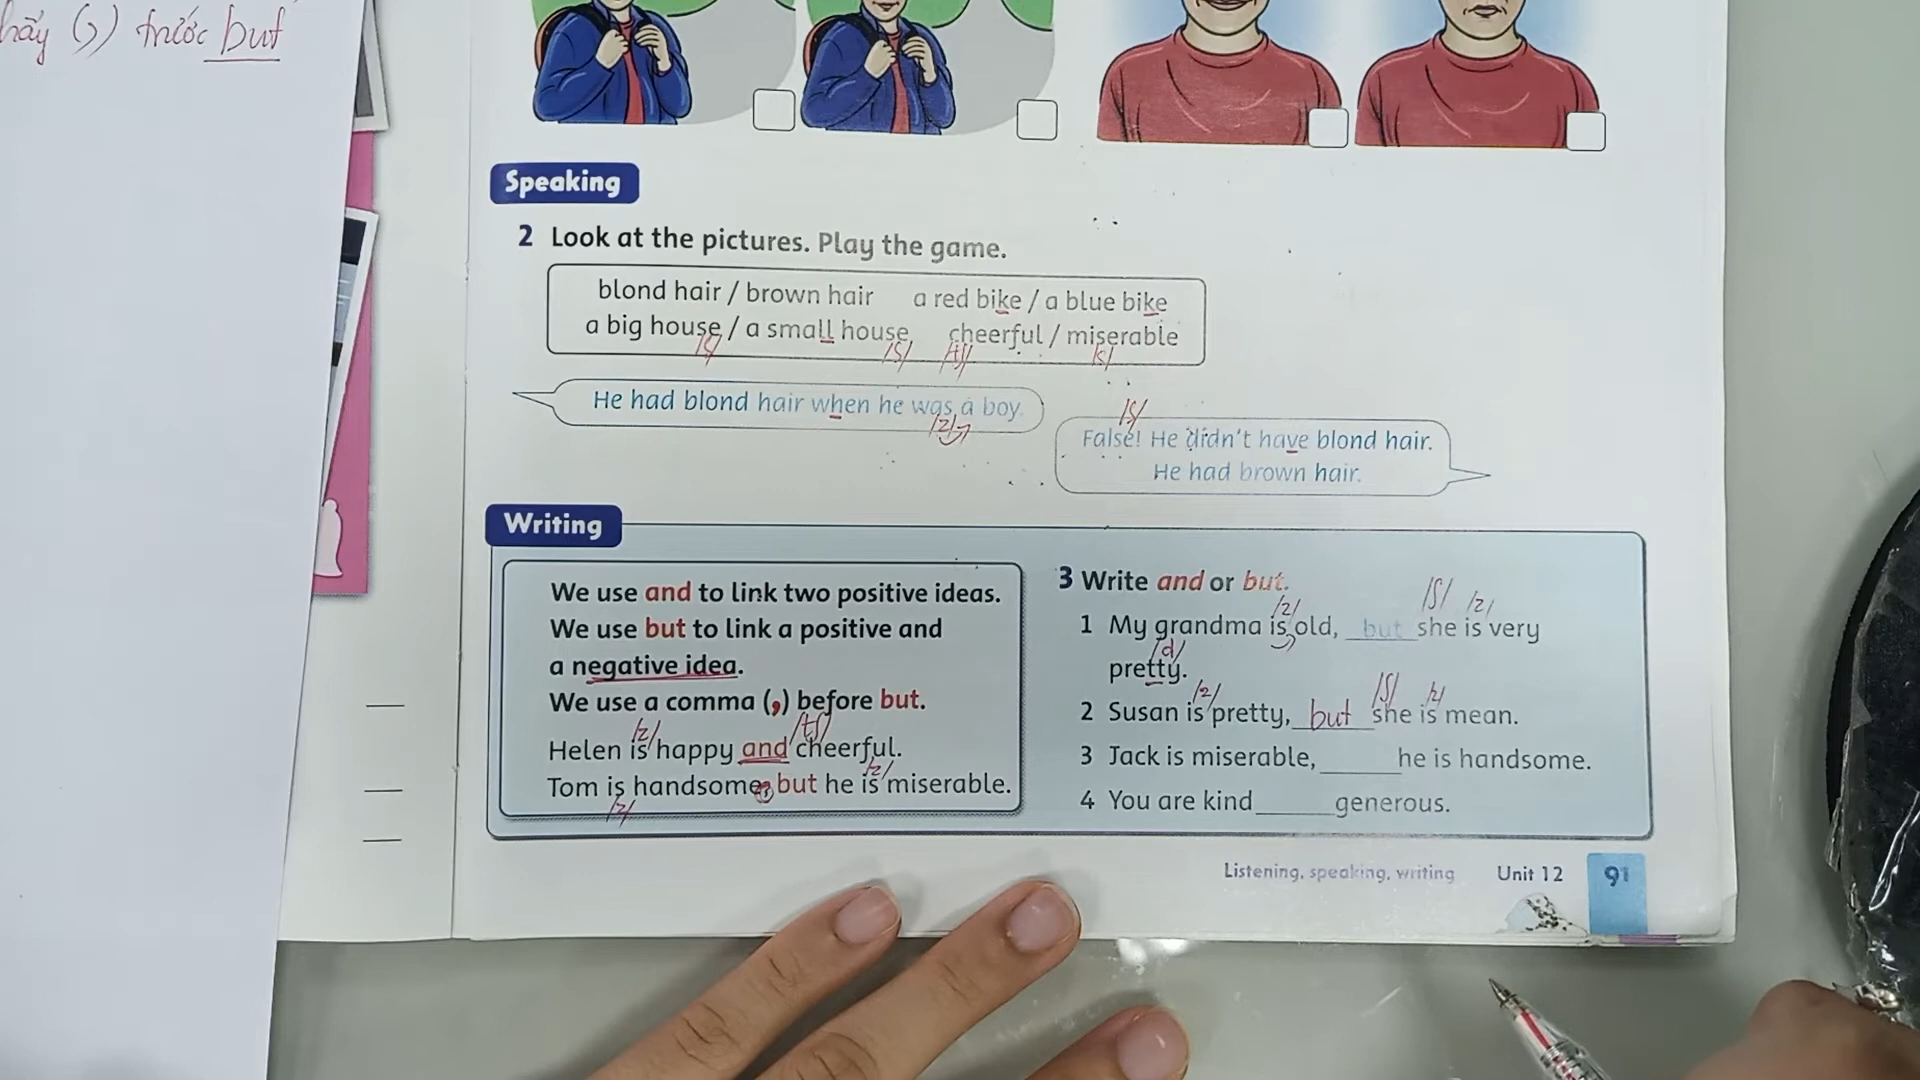 hẩy (,) trước but
Speaking
2 Look at the pictures. Play the game.
blond hair / brown hair a red bike / a blue bike
a big house / a small house cheerful / miserable
/s/ /s/ /tʃ/
He had blond hair when he was a boy.
/z/
/s/
False! He didn't have blond hair.
He had brown hair.
Writing
We use and to link two positive ideas.
We use but to link a positive and
a negative idea.
We use a comma (,) before but.
/z/ /tʃ/
Helen is happy and cheerful.
/z/
Tom is handsome, but he is miserable.
/z/
3 Write and or but.
/z/ /ʃ/ /z/
1 My grandma is old, but she is very
/d/
pretty.
/z/ /ʃ/ /z/
2 Susan is pretty, but she is mean.
3 Jack is miserable, ______ he is handsome.
4 You are kind ______ generous.
Listening, speaking, writing Unit 12 91